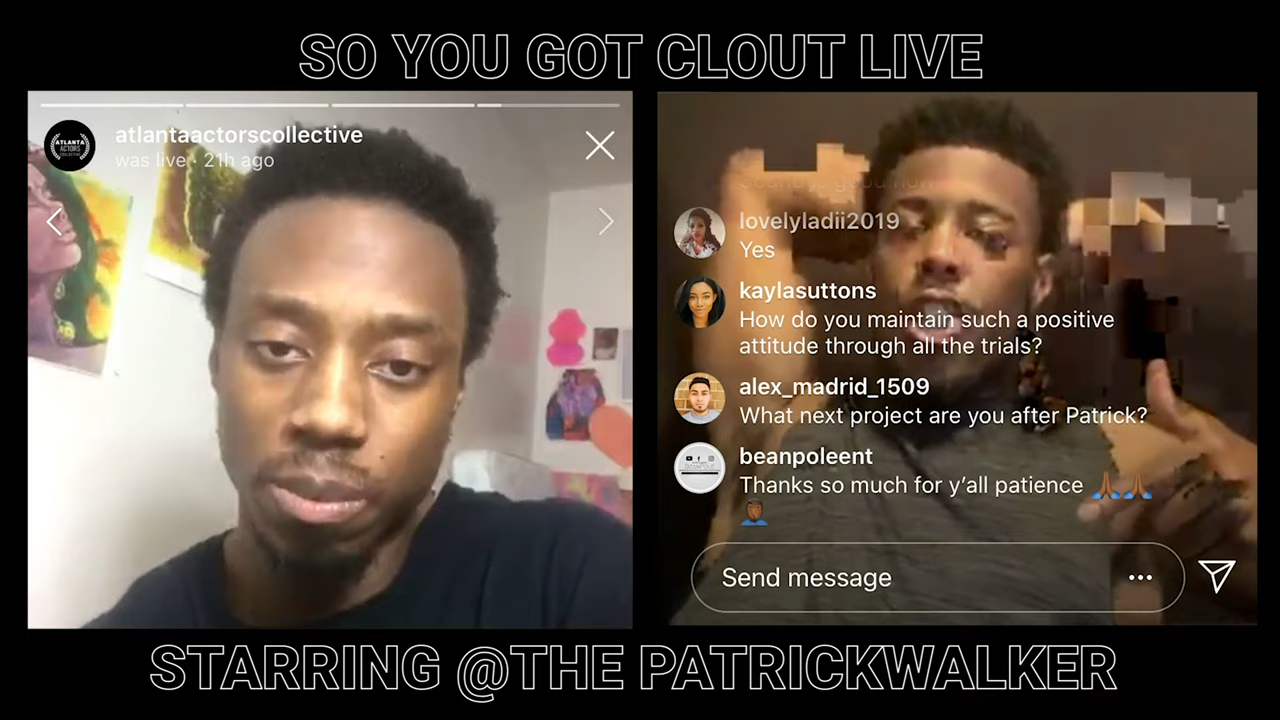 SO YOU GOT CLOUT LIVE
atlantaactorscollective
was live · 21h ago
ATLANTA
ACTORS
lovelyladii2019
Yes
kaylasuttons
How do you maintain such a positive
attitude through all the trials?
alex_madrid_1509
What next project are you after Patrick?
beanpoleent
Thanks so much for y’all patience 🙏🏾🙏🏾
🤦🏾‍♂️
Send message
STARRING @THE PATRICKWALKER